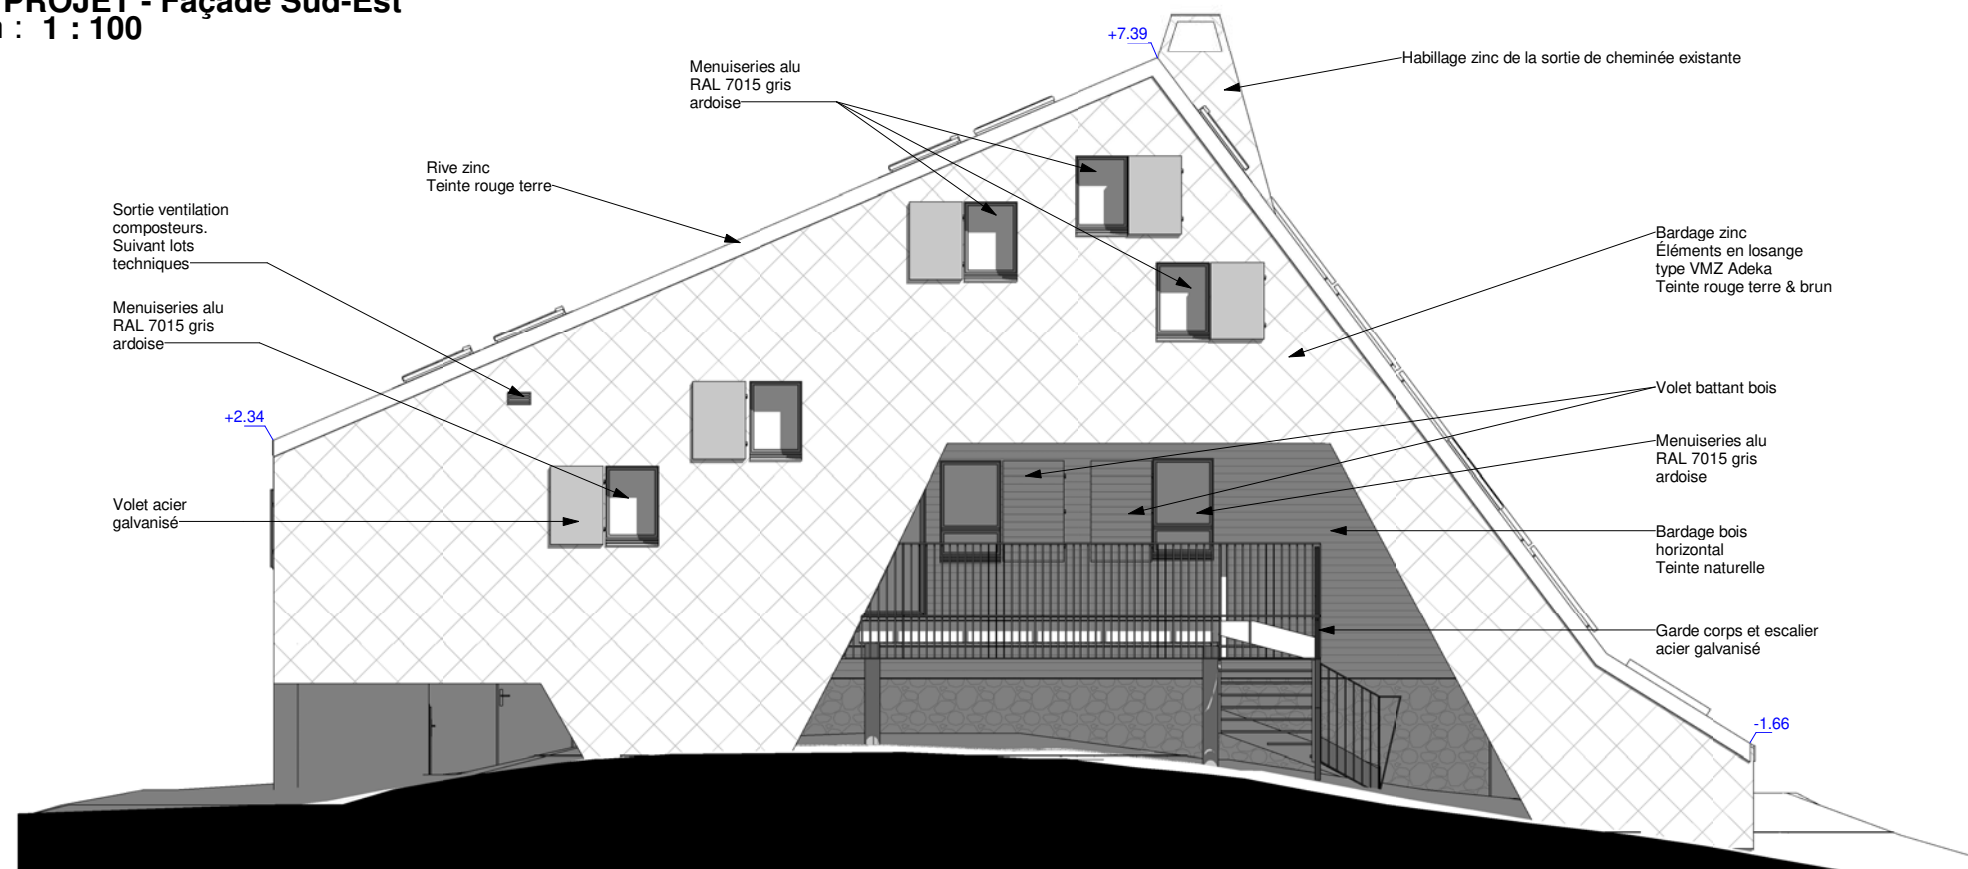 PROJET - Façade Sud-Est
: 1 : 100
+7.39
Habillage zinc de la sortie de cheminée existante
Menuiseries alu
RAL 7015 gris
ardoise
Rive zinc
Teinte rouge terre
Sortie ventilation
composteurs.
Suivant lots
techniques
Bardage zinc
Éléments en losange
type VMZ Adeka
Teinte rouge terre & brun
Menuiseries alu
RAL 7015 gris
ardoise
+2.34
Volet battant bois
Menuiseries alu
RAL 7015 gris
ardoise
Volet acier
galvanisé
Bardage bois
horizontal
Teinte naturelle
Garde corps et escalier
acier galvanisé
-1.66